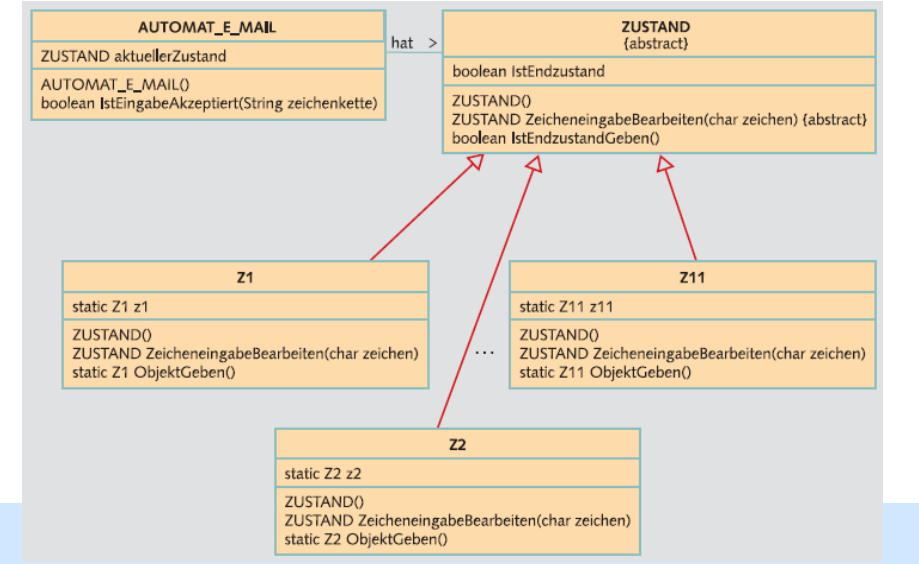 AUTOMAT_E_MAIL
ZUSTAND aktuellerZustand
AUTOMAT_E_MAIL()
boolean IstEingabeAkzeptiert(String zeichenkette)
hat >
ZUSTAND
{abstract}
boolean IstEndzustand
ZUSTAND()
ZUSTAND ZeicheneingabeBearbeiten(char zeichen) {abstract}
boolean IstEndzustandGeben()
Z1
static Z1 z1
ZUSTAND()
ZUSTAND ZeicheneingabeBearbeiten(char zeichen)
static Z1 ObjektGeben()
...
Z11
static Z11 z11
ZUSTAND()
ZUSTAND ZeicheneingabeBearbeiten(char zeichen)
static Z11 ObjektGeben()
Z2
static Z2 z2
ZUSTAND()
ZUSTAND ZeicheneingabeBearbeiten(char zeichen)
static Z2 ObjektGeben()